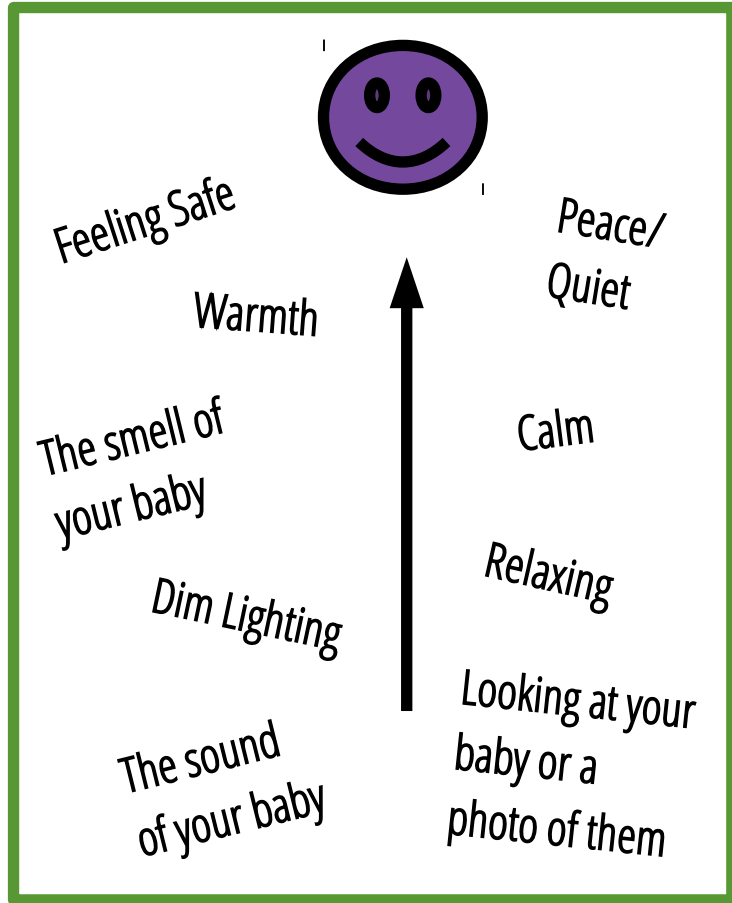 Feeling Safe
Peace/
Quiet
Warmth
The smell of
your baby
Calm
Relaxing
Dim Lighting
Looking at your
baby or a
photo of them
The sound
of your baby